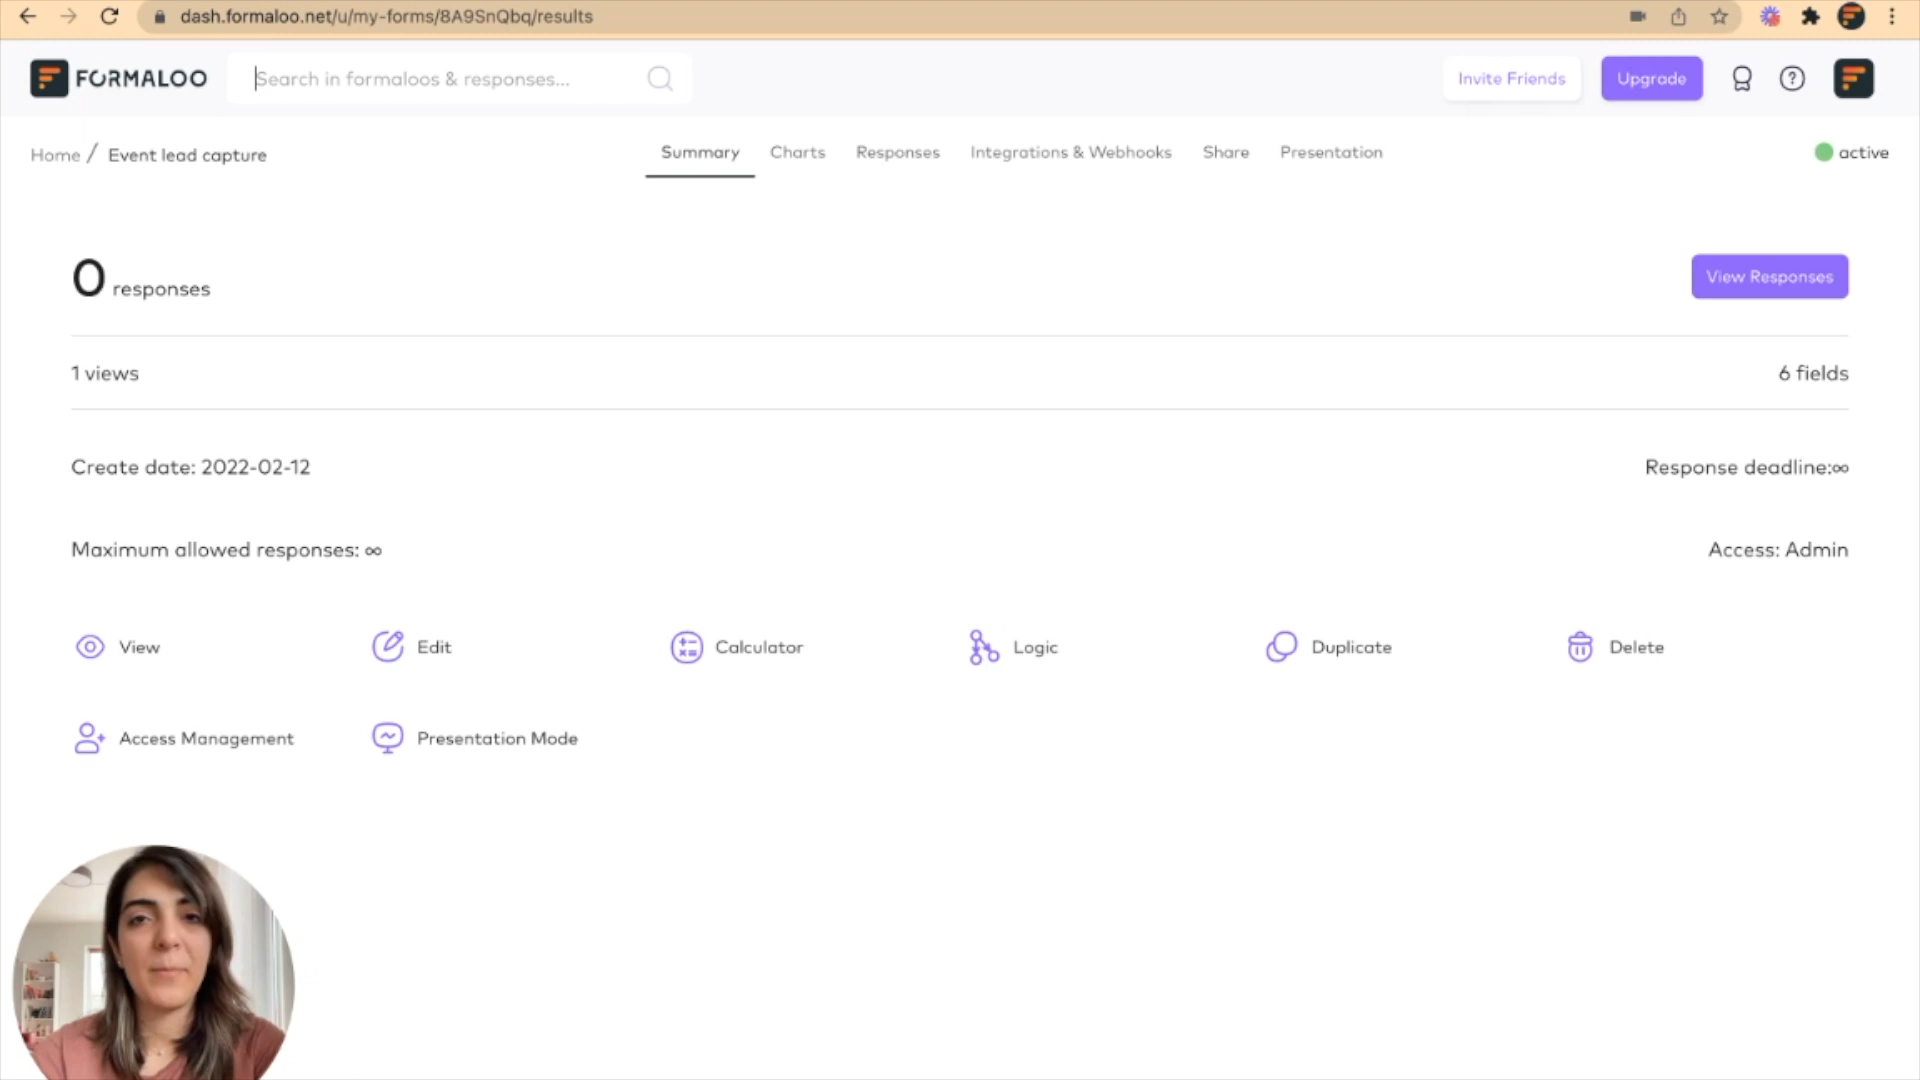 dash.formaloo.net/u/my-forms/8A9SnQbq/results
FORMALOO
Search in formaloos & responses...
Invite Friends
Upgrade
Home / Event lead capture
Summary
Charts
Responses
Integrations & Webhooks
Share
Presentation
active
0 responses
View Responses
1 views
6 fields
Create date: 2022-02-12
Response deadline:∞
Maximum allowed responses: ∞
Access: Admin
View
Edit
Calculator
Logic
Duplicate
Delete
Access Management
Presentation Mode